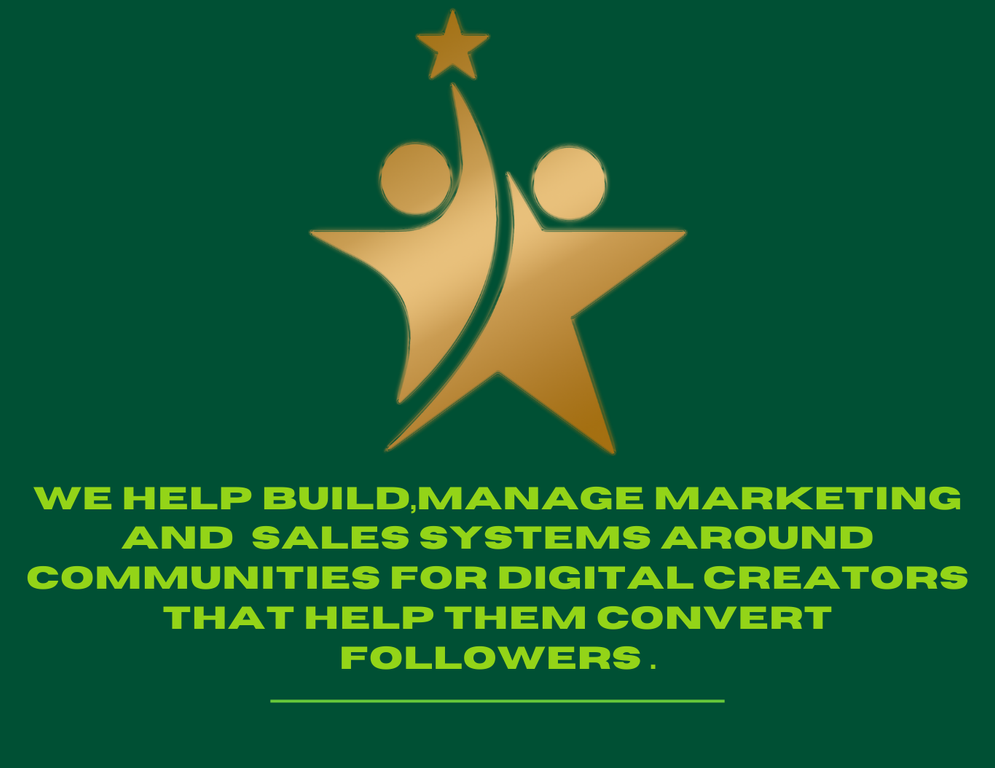 WE HELP BUILD,MANAGE MARKETING
AND SALES SYSTEMS AROUND
COMMUNITIES FOR DIGITAL CREATORS
THAT HELP THEM CONVERT
FOLLOWERS .